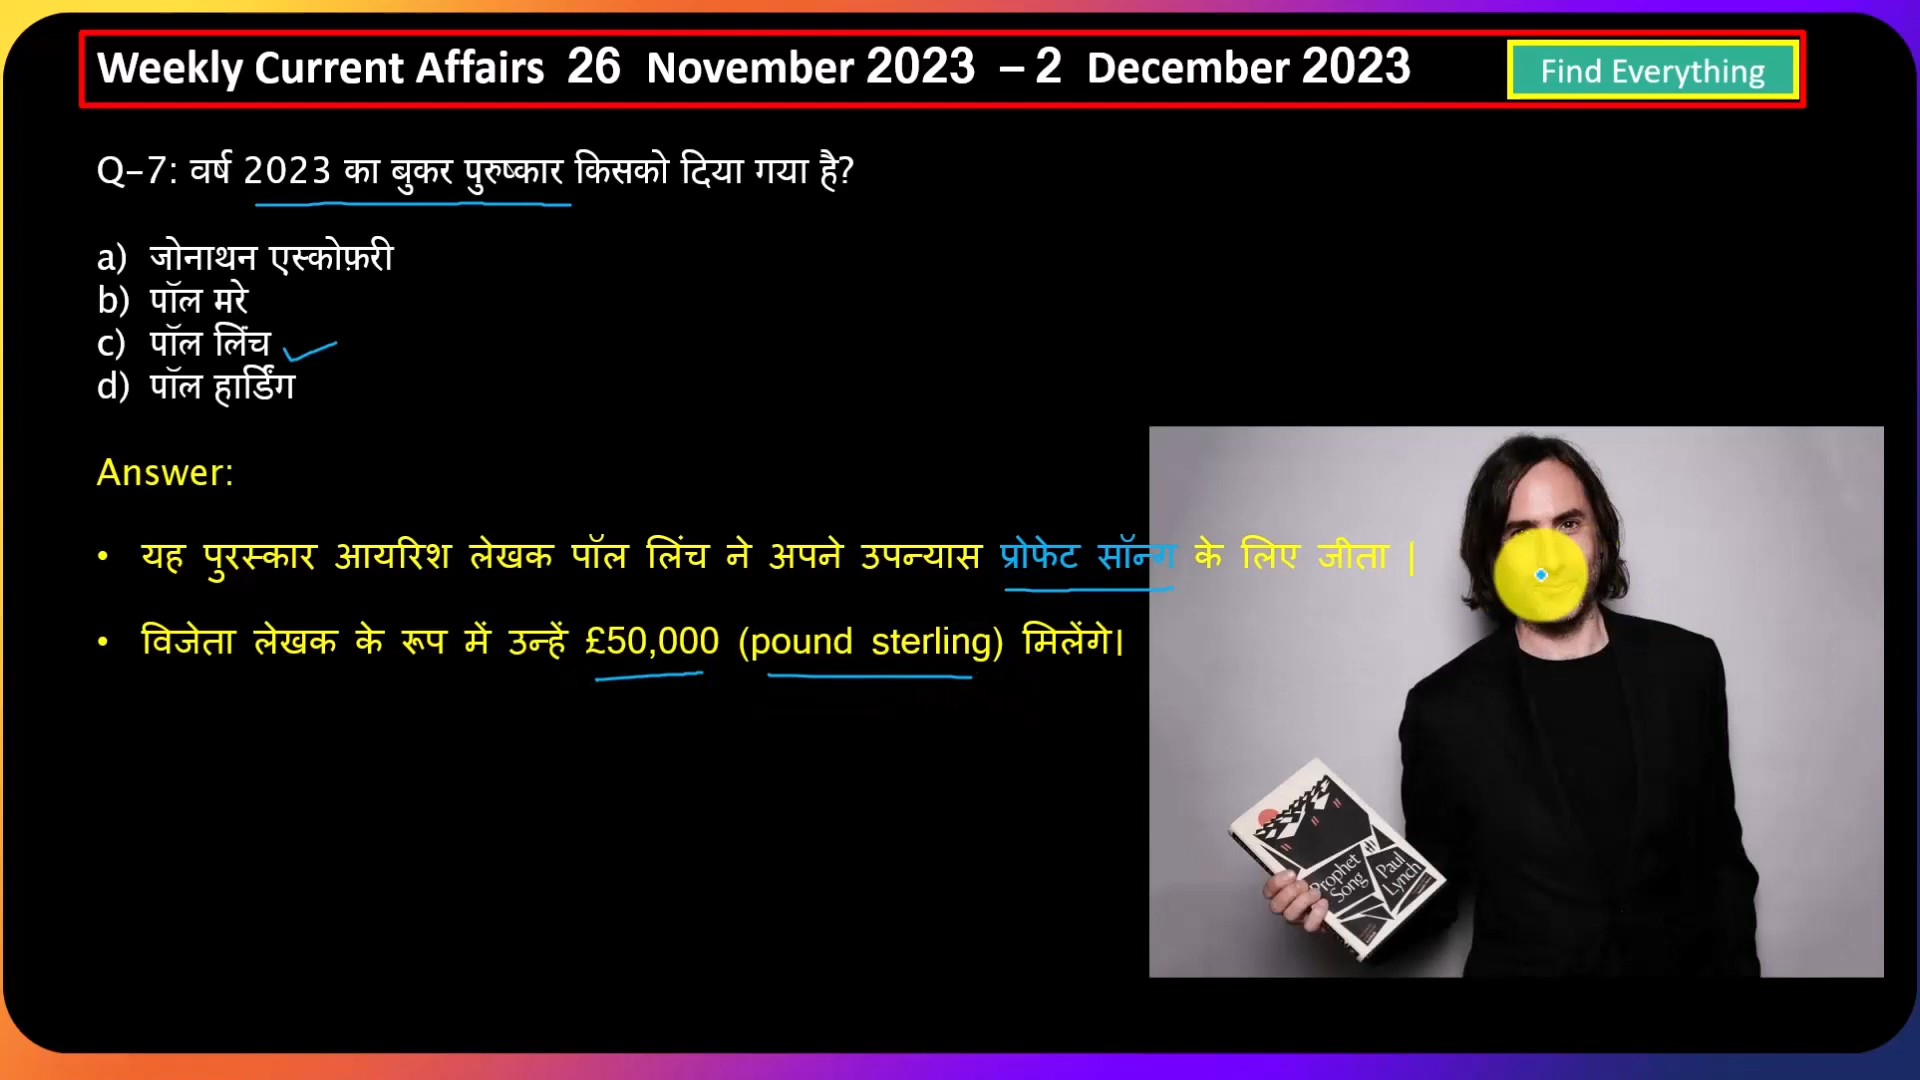 Weekly Current Affairs 26 November 2023 – 2 December 2023
Find Everything
Q-7: वर्ष 2023 का बुकर पुरुष्कार किसको दिया गया है?
a) जोनाथन एस्कोफ़री
b) पॉल मरे
c) पॉल लिंच
d) पॉल हार्डिंग
Answer:
• यह पुरस्कार आयरिश लेखक पॉल लिंच ने अपने उपन्यास प्रोफेट सॉन्ग के लिए जीता |
• विजेता लेखक के रूप में उन्हें £50,000 (pound sterling) मिलेंगे।
Prophet
Song
Paul
Lynch